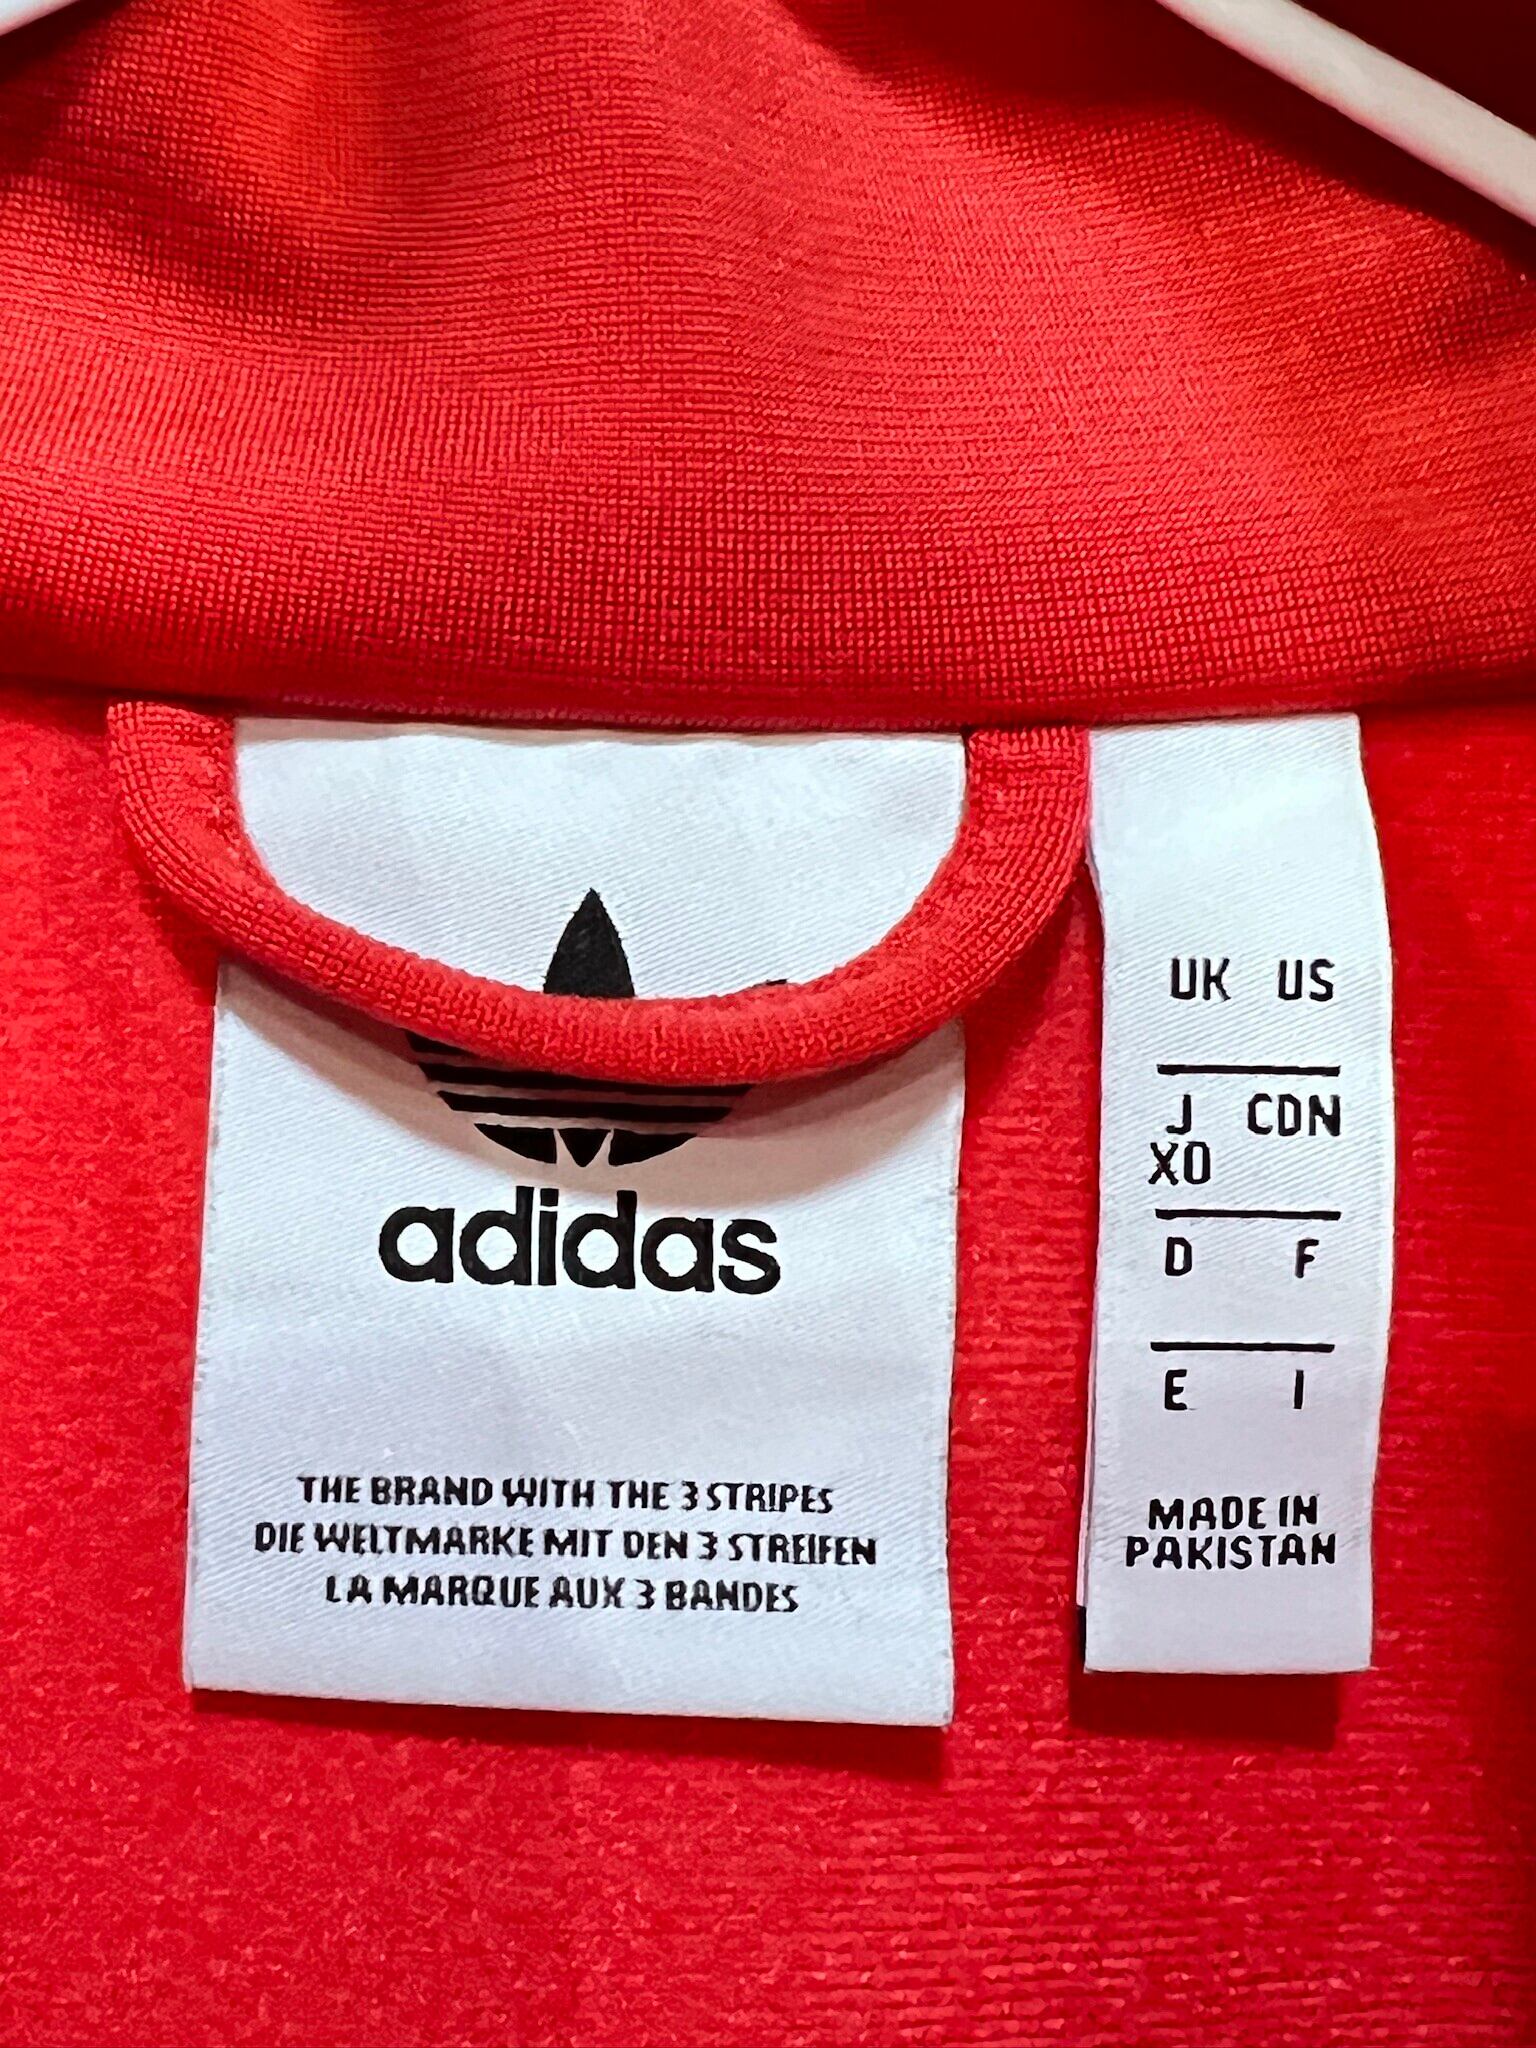 adidas
THE BRAND WITH THE 3 STRIPES
DIE WELTMARKE MIT DEN 3 STREIFEN
LA MARQUE AUX 3 BANDES
UK US
J CDN
XO
D F
E I
MADE IN
PAKISTAN